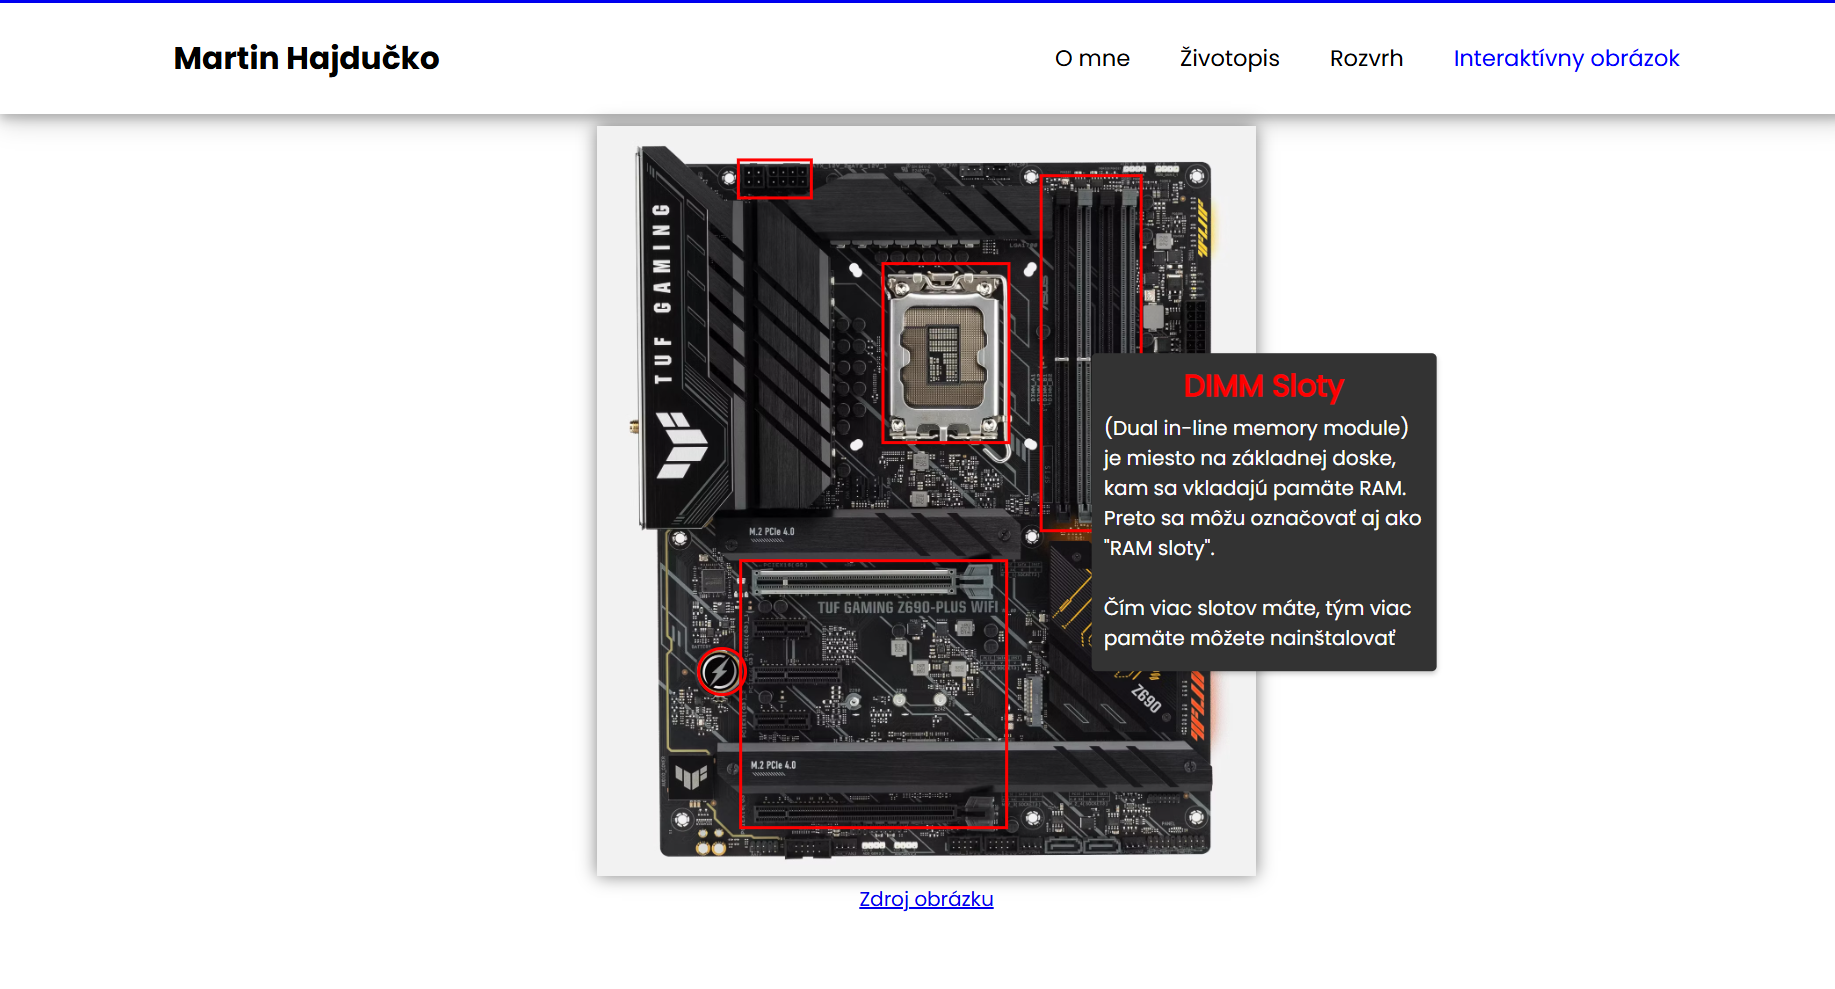 Martin Hajdučko
O mne
Životopis
Rozvrh
Interaktívny obrázok
TUF GAMING
LGA1700
DIMM Sloty
(Dual in-line memory module)
je miesto na základnej doske,
kam sa vkladajú pamäte RAM.
Preto sa môžu označovať aj ako
"RAM sloty".
Čím viac slotov máte, tým viac
pamäte môžete nainštalovať
M.2 PCIe 4.0
TUF GAMING Z690-PLUS WIFI
Z690
M.2 PCIe 4.0
Zdroj obrázku